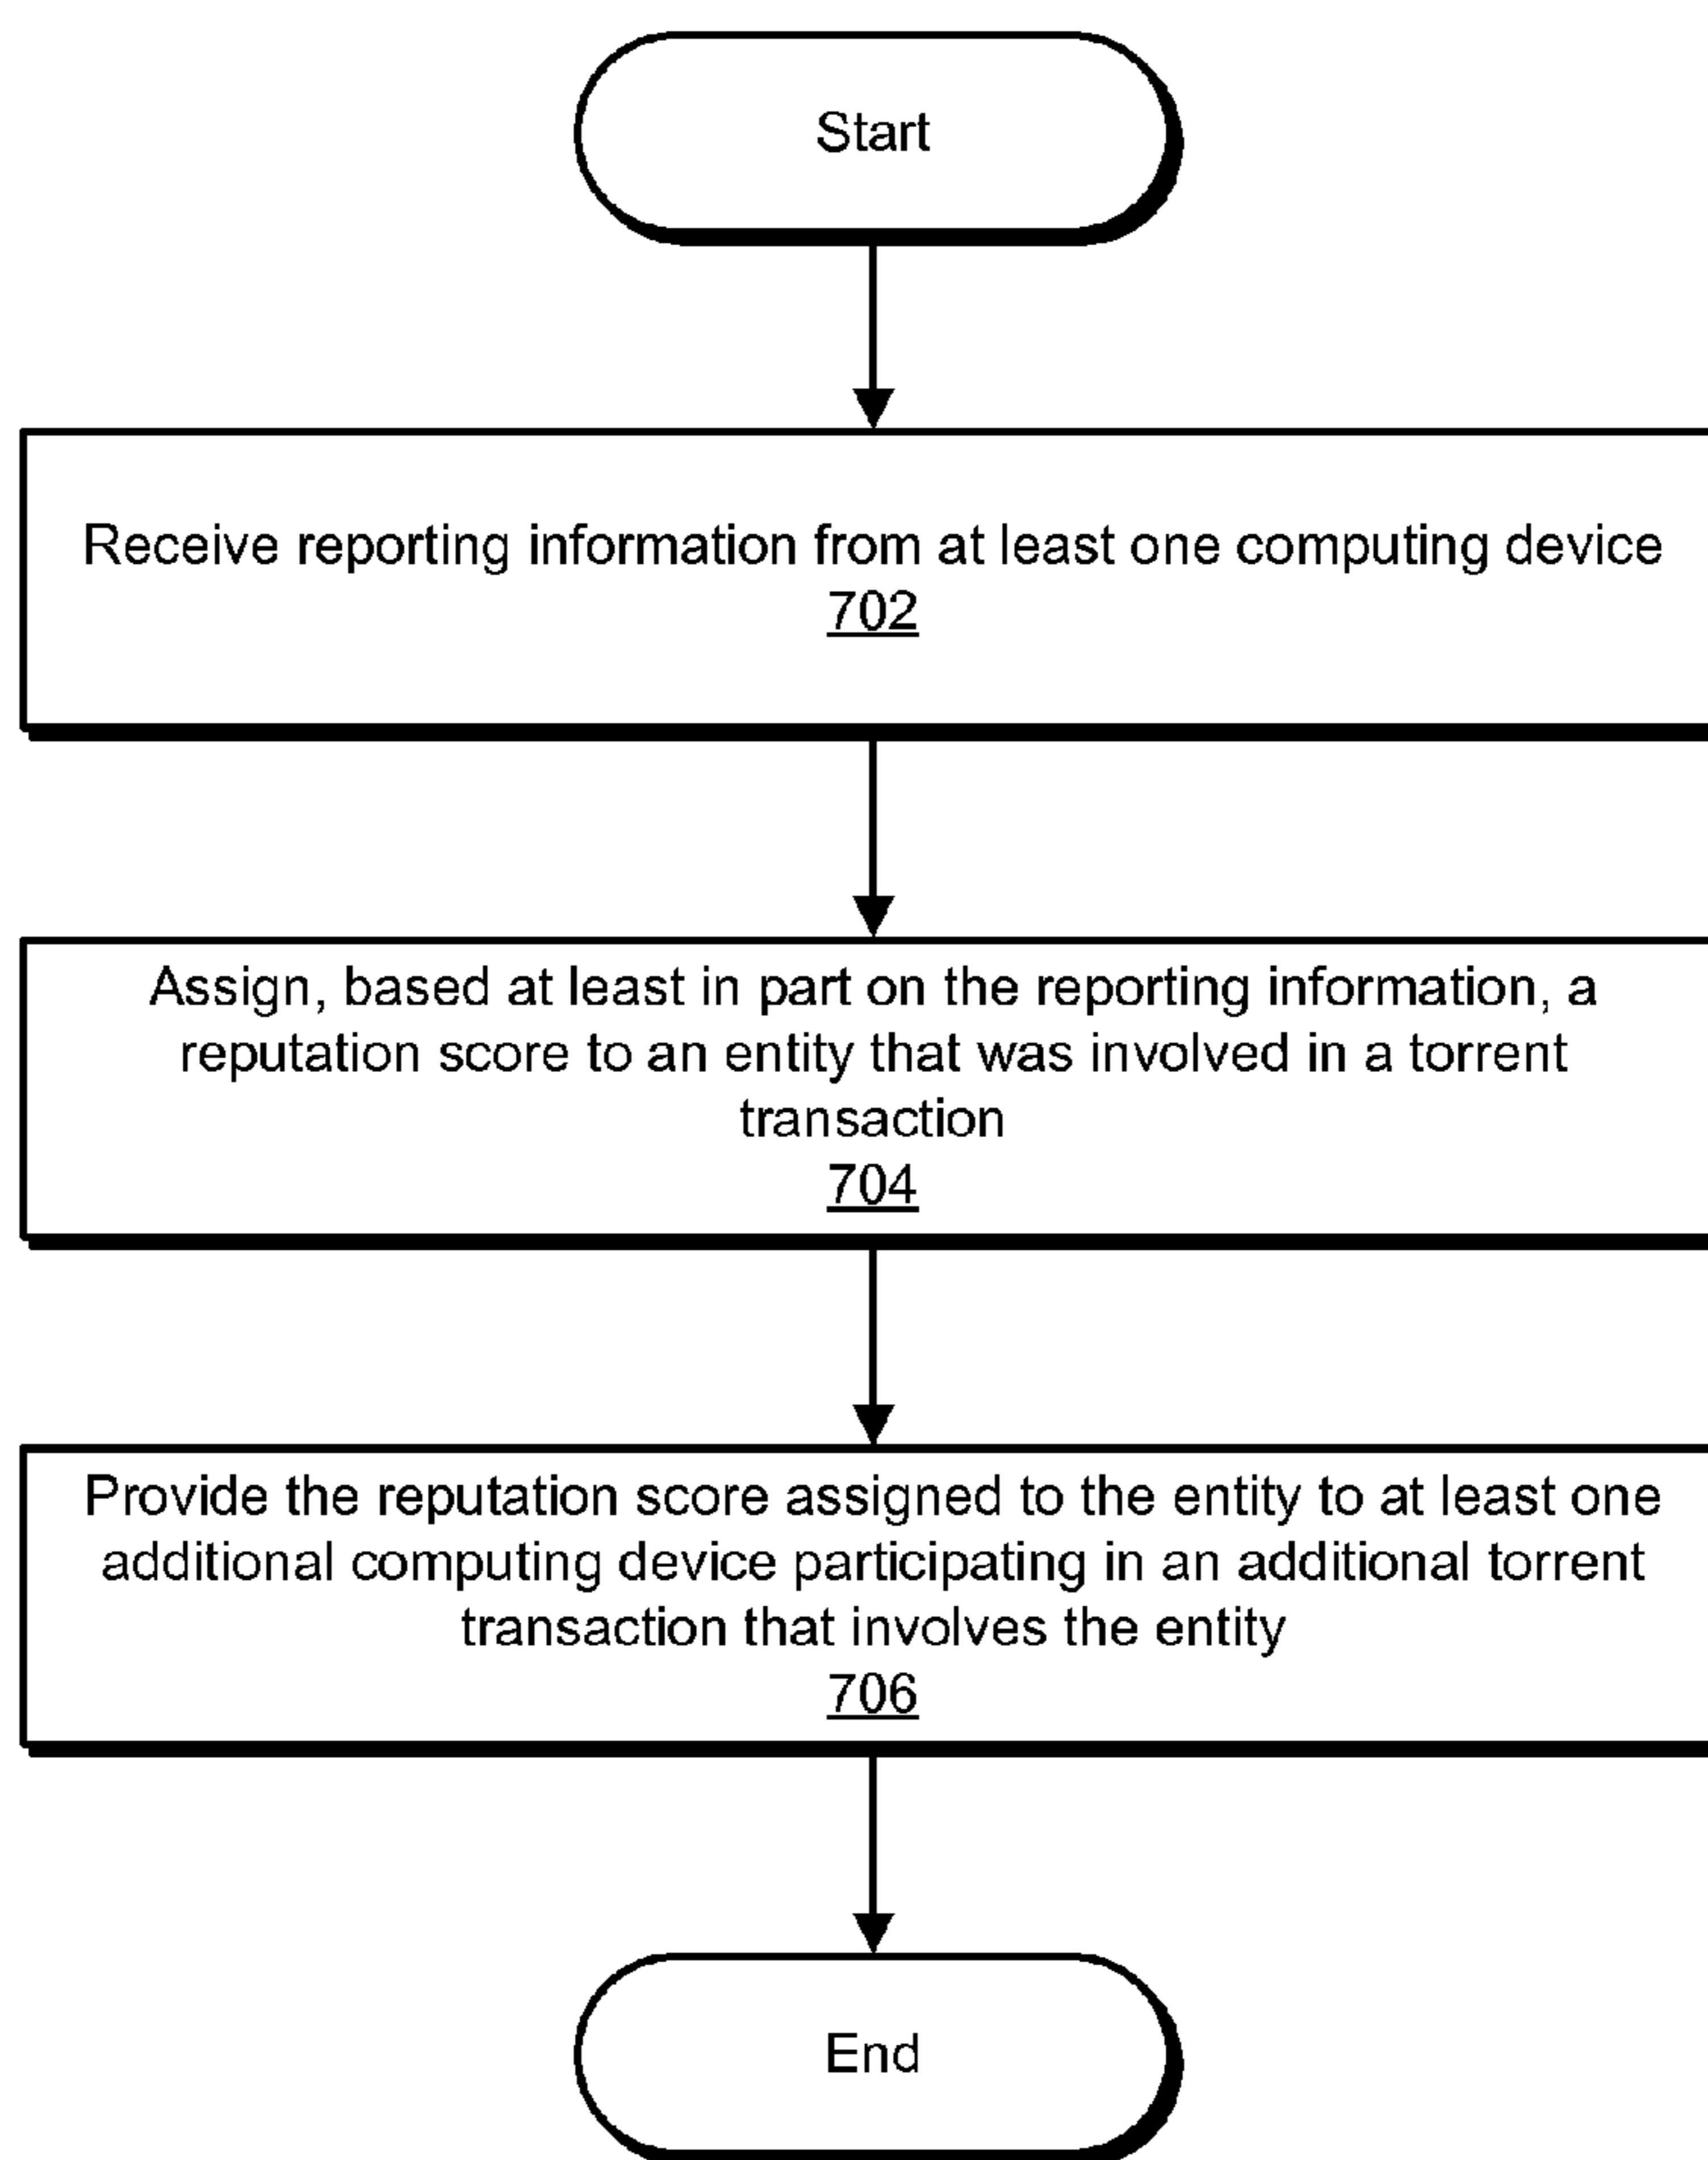 Start
Receive reporting information from at least one computing device
702
Assign, based at least in part on the reporting information, a
reputation score to an entity that was involved in a torrent
transaction
704
Provide the reputation score assigned to the entity to at least one
additional computing device participating in an additional torrent
transaction that involves the entity
706
End